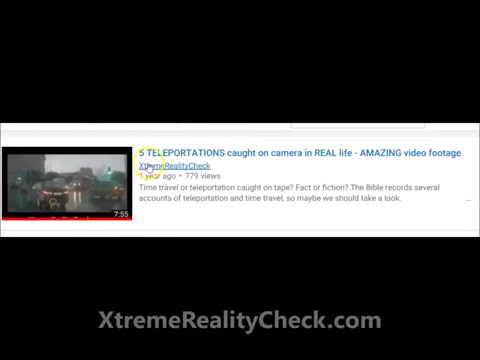 5 TELEPORTATIONS caught on camera in REAL life - AMAZING video footage
XtremeRealityCheck
1 year ago • 779 views
Time travel or teleportation caught on tape? Fact or fiction? The Bible records several
accounts of teleportation and time travel, so maybe we should take a look.
7:55
XtremeRealityCheck.com